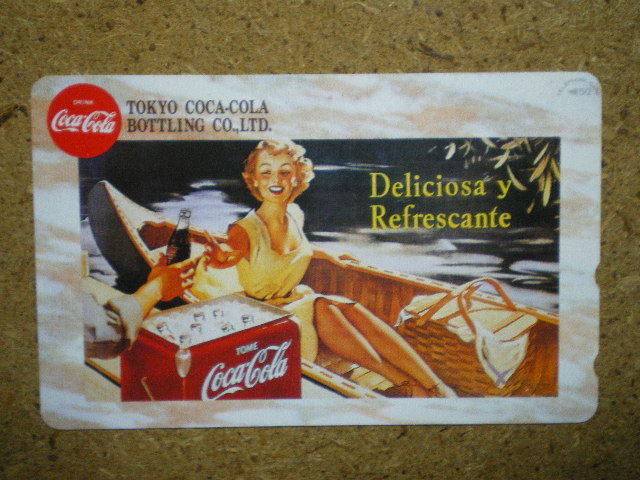 DRINK
Coca-Cola
TOKYO COCA-COLA
BOTTLING CO.,LTD.
Deliciosa y
Refrescante
TOME
Coca-Cola